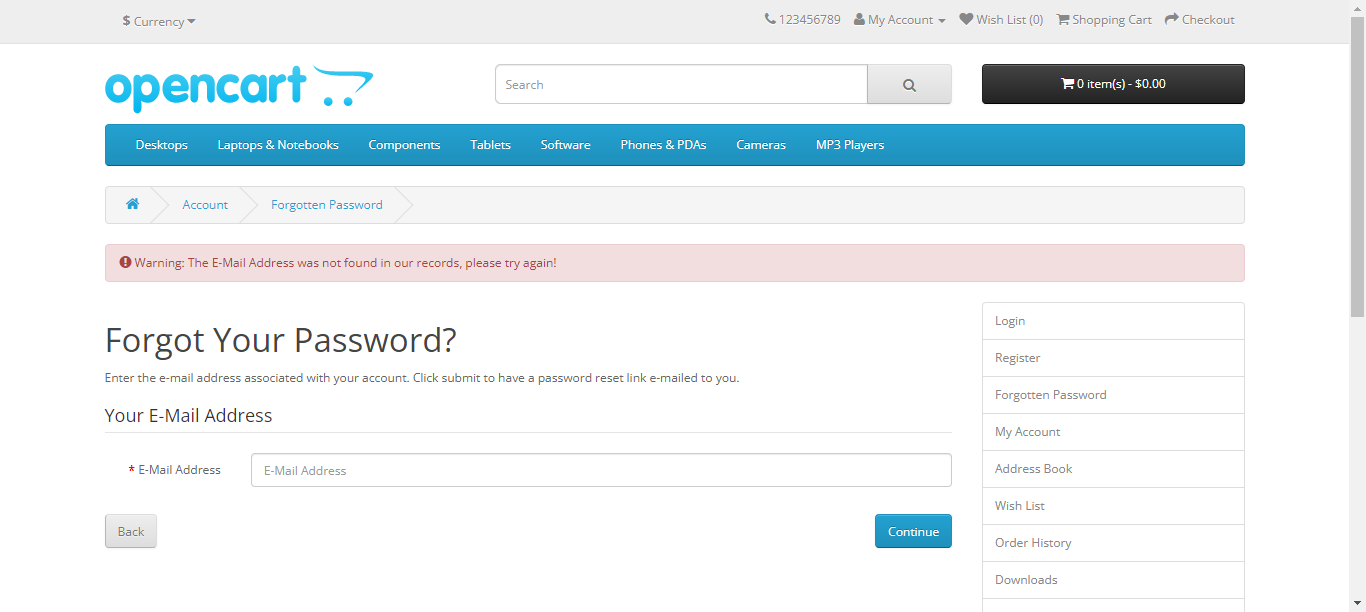 $ Currency
123456789 My Account Wish List (0) Shopping Cart Checkout
opencart
Search
0 item(s) - $0.00
Desktops Laptops & Notebooks Components Tablets Software Phones & PDAs Cameras MP3 Players
Account Forgotten Password
Warning: The E-Mail Address was not found in our records, please try again!
Forgot Your Password?
Enter the e-mail address associated with your account. Click submit to have a password reset link e-mailed to you.
Your E-Mail Address
* E-Mail Address
E-Mail Address
Back
Continue
Login
Register
Forgotten Password
My Account
Address Book
Wish List
Order History
Downloads